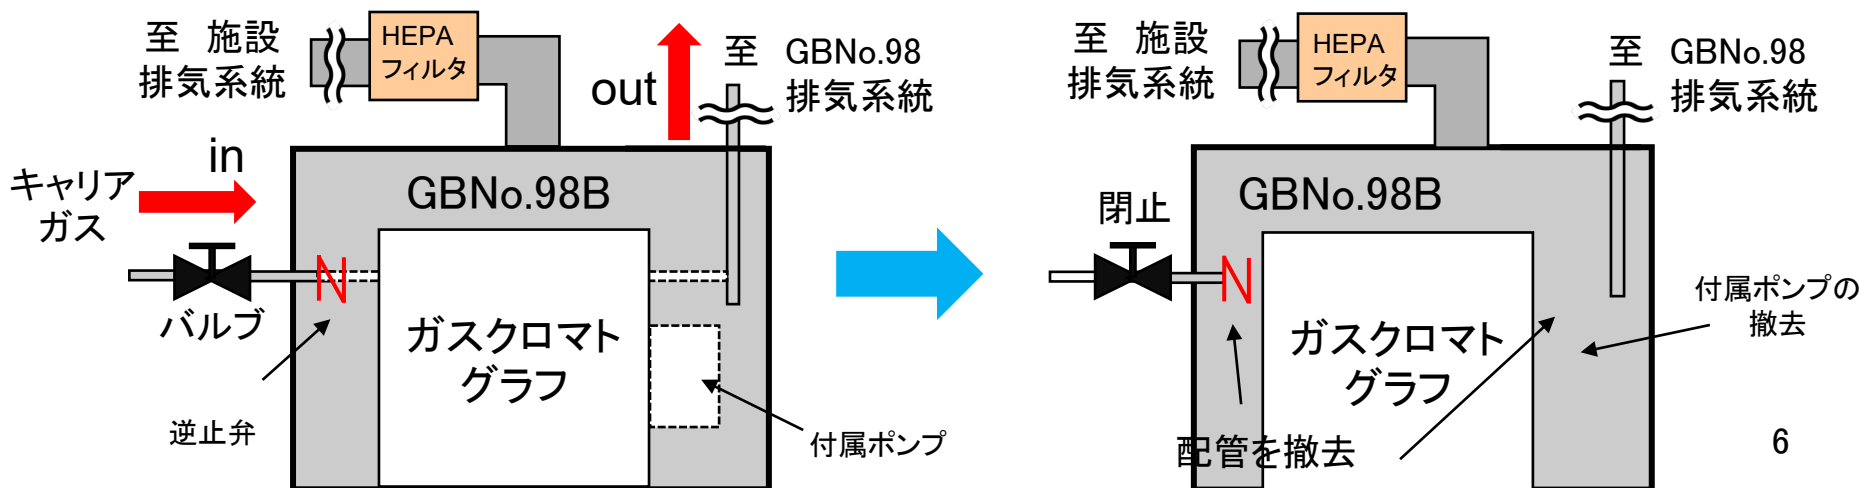 至 施設
排気系統
HEPA
フィルタ
out
至 GBNo.98
排気系統
in
キャリア
ガス
GBNo.98B
N
バルブ
ガスクロマト
グラフ
逆止弁
付属ポンプ
至 施設
排気系統
HEPA
フィルタ
至 GBNo.98
排気系統
GBNo.98B
閉止
N
ガスクロマト
グラフ
付属ポンプの
撤去
配管を撤去
6